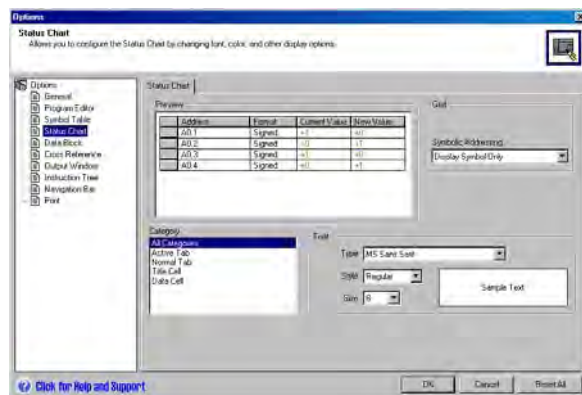 Options
Status Chart
Allows you to configure the Status Chart by changing font, color, and other display options.
Options
General
Program Editor
Symbol Table
Status Chart
Data Block
Cross Reference
Output Window
Instruction Tree
Navigation Bar
Print
Status Chart
Preview
Address Format Current Value New Value
A0.1 Signed +1 +0
A0.2 Signed +0 +1
A0.3 Signed +1 +0
A0.4 Signed +0 +1
Grid
Symbolic Addressing
Display Symbol Only
Category
All Categories
Active Tab
Normal Tab
Title Cell
Data Cell
Text
Type MS Sans Serif
Style Regular
Size 8
Sample Text
Click for Help and Support
OK Cancel Reset All